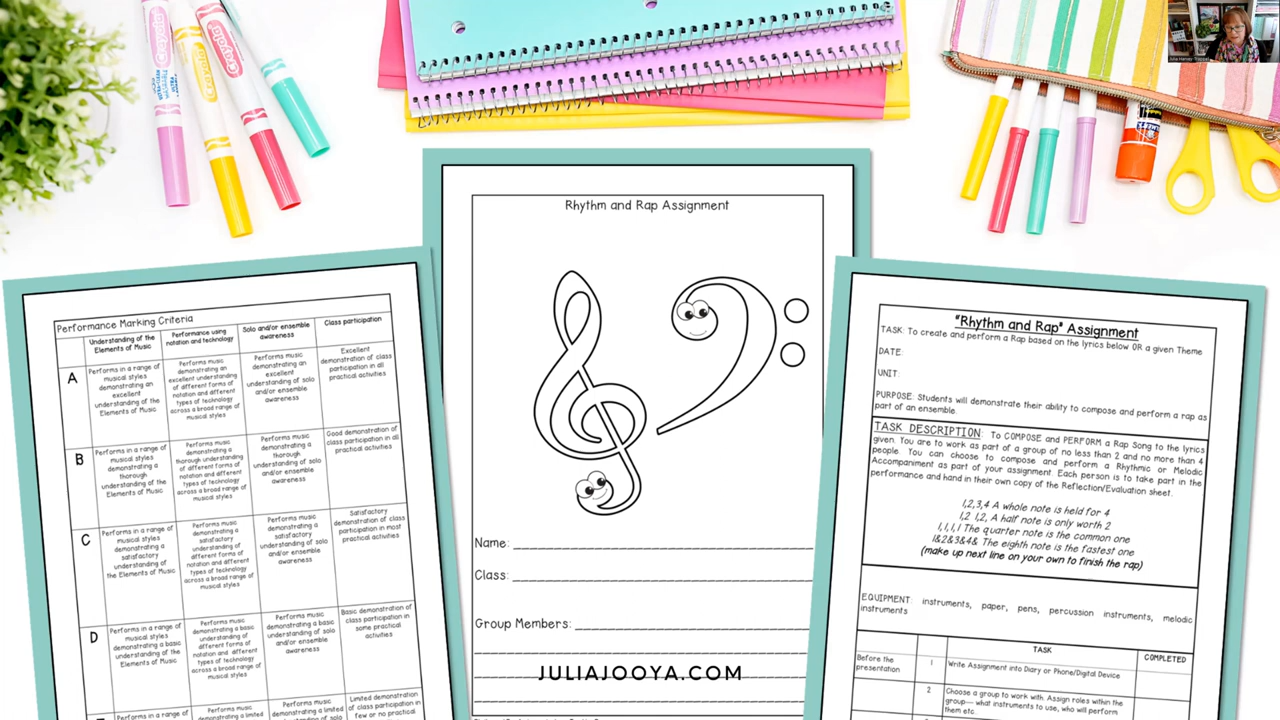 Crayola
Crayola
Crayola
Performance Marking Criteria
Understanding of the
Elements of Music
Performance using
notation and technology
Solo and/or ensemble
awareness
Class participation
A
Performs in a range of
musical styles
demonstrating an
excellent
understanding of the
Elements of Music
Performs music
demonstrating an
excellent understanding
of different forms of
notation and different
types of technology
across a broad range of
musical styles
Performs music
demonstrating an
excellent
understanding of solo
and/or ensemble
awareness
Excellent
demonstration of class
participation in all
practical activities
B
Performs in a range of
musical styles
demonstrating a
thorough
understanding of the
Elements of Music
Performs music
demonstrating a
thorough understanding
of different forms of
notation and different
types of technology
across a broad range of
musical styles
Performs music
demonstrating a
thorough
understanding of solo
and/or ensemble
awareness
Good demonstration of
class participation in all
practical activities
C
Performs in a range of
musical styles
demonstrating a
satisfactory
understanding of
the Elements of Music
Performs music
demonstrating a
satisfactory
understanding of
different forms of
notation and different
types of technology
across a broad range of
musical styles
Performs music
demonstrating a
satisfactory
understanding of solo
and/or ensemble
awareness
Satisfactory
demonstration of class
participation in most
practical activities
D
Performs in a range of
musical styles
demonstrating a basic
understanding of the
Elements of Music
Performs music
demonstrating a basic
understanding of
different forms of
notation and different
types of technology
across a broad range of
musical styles
Performs music
demonstrating a basic
understanding of solo
and/or ensemble
awareness
Basic demonstration of
class participation in
some practical
activities
Performs in a range of
Performs music
demonstrating a limited
Performs music
Limited demonstration
of class participation in
few or no practical
Rhythm and Rap Assignment
Name:
Class:
Group Members:
JULIAJOOYA.COM
"Rhythm and Rap" Assignment
TASK: To create and perform a Rap based on the lyrics below OR a given Theme
DATE:
UNIT:
PURPOSE: Students will demonstrate their ability to compose and perform a rap as
part of an ensemble.
TASK DESCRIPTION: To COMPOSE and PERFORM a Rap Song to the lyrics
given. You are to work as part of a group of no less than 2 and no more than 4
people. You can choose to compose and perform a Rhythmic or Melodic
Accompaniment as part of your assignment. Each person is to take part in the
performance and hand in their own copy of the Reflection/Evaluation sheet.
1,2,3,4 A whole note is held for 4
1,2 1,2, A half note is only worth 2
1,1,1,1 The quarter note is the common one
1&2&3&4& The eighth note is the fastest one
(make up next line on your own to finish the rap)
EQUIPMENT: instruments, paper, pens, percussion instruments, melodic
instruments
TASK
COMPLETED
Before the
presentation
1
Write Assignment into Diary or Phone/Digital Device
2
Choose a group to work with. Assign roles within the
group— what instruments to use, who will perform
them etc.